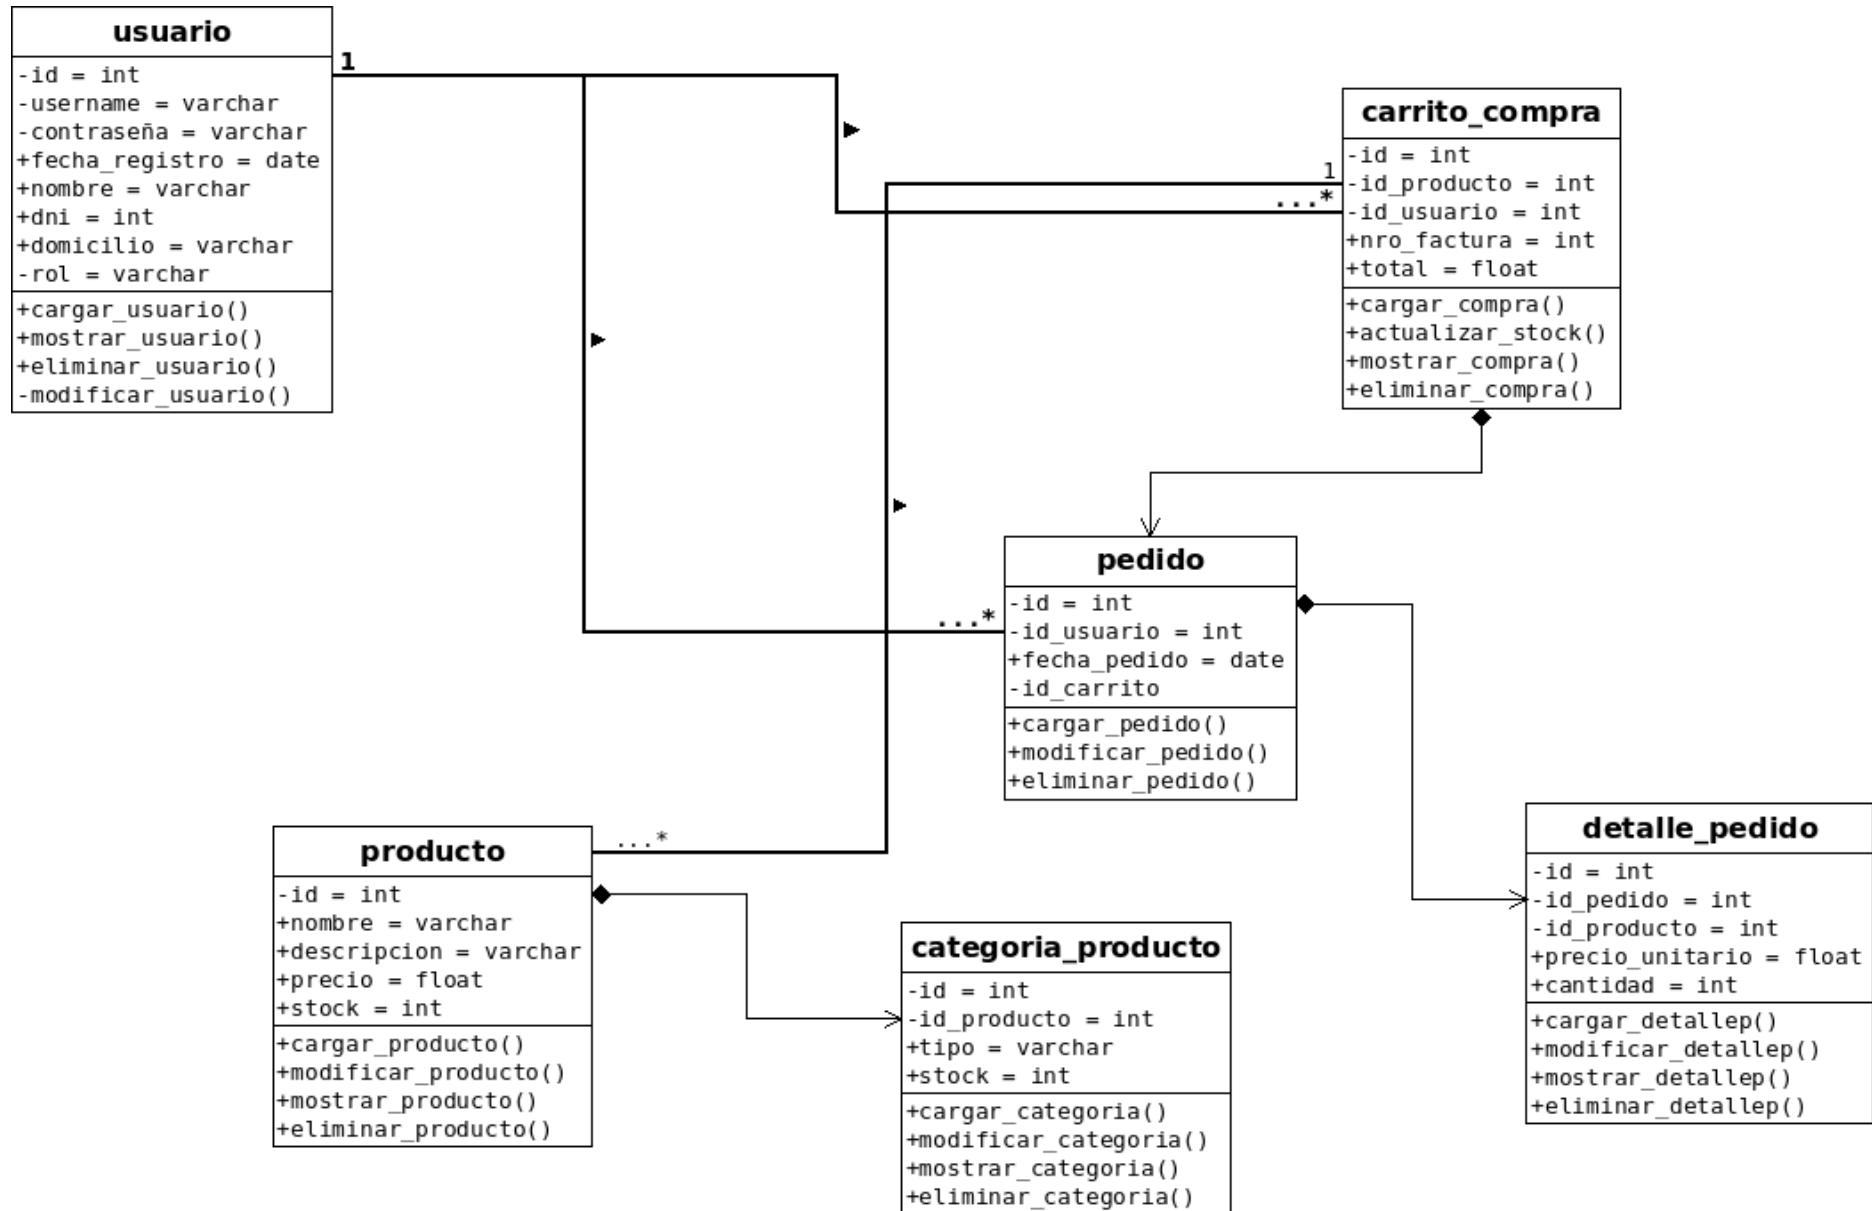 usuario
-id = int
-username = varchar
-contraseña = varchar
+fecha_registro = date
+nombre = varchar
+dni = int
+domicilio = varchar
-rol = varchar
+cargar_usuario()
+mostrar_usuario()
+eliminar_usuario()
-modificar_usuario()
1
carrito_compra
-id = int
-id_producto = int
-id_usuario = int
+nro_factura = int
+total = float
+cargar_compra()
+actualizar_stock()
+mostrar_compra()
+eliminar_compra()
1
...*
pedido
-id = int
-id_usuario = int
+fecha_pedido = date
-id_carrito
+cargar_pedido()
+modificar_pedido()
+eliminar_pedido()
...*
producto
-id = int
+nombre = varchar
+descripcion = varchar
+precio = float
+stock = int
+cargar_producto()
+modificar_producto()
+mostrar_producto()
+eliminar_producto()
...*
categoria_producto
-id = int
-id_producto = int
+tipo = varchar
+stock = int
+cargar_categoria()
+modificar_categoria()
+mostrar_categoria()
+eliminar_categoria()
detalle_pedido
-id = int
-id_pedido = int
-id_producto = int
+precio_unitario = float
+cantidad = int
+cargar_detallep()
+modificar_detallep()
+mostrar_detallep()
+eliminar_detallep()